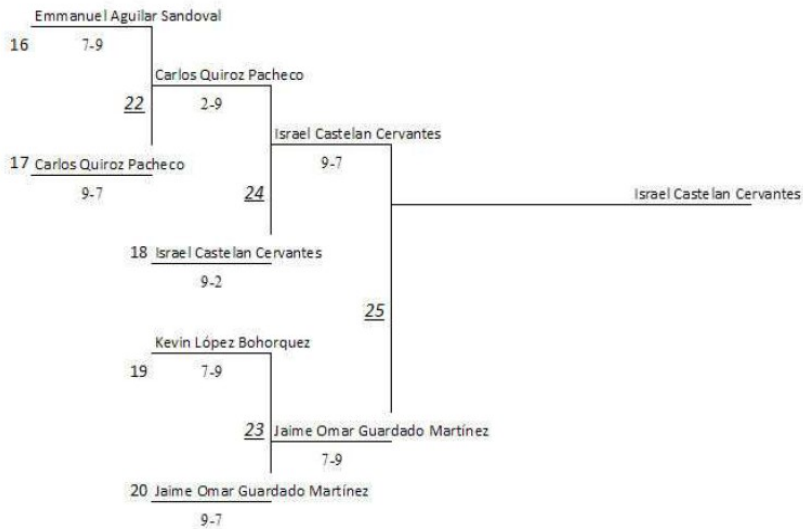 Emmanuel Aguilar Sandoval
16 7-9
Carlos Quiroz Pacheco
22 2-9
Israel Castelan Cervantes
17 Carlos Quiroz Pacheco 9-7
9-7 24 Israel Castelan Cervantes
18 Israel Castelan Cervantes
9-2
25
Kevin López Bohorquez
19 7-9
23 Jaime Omar Guardado Martínez
7-9
20 Jaime Omar Guardado Martínez
9-7